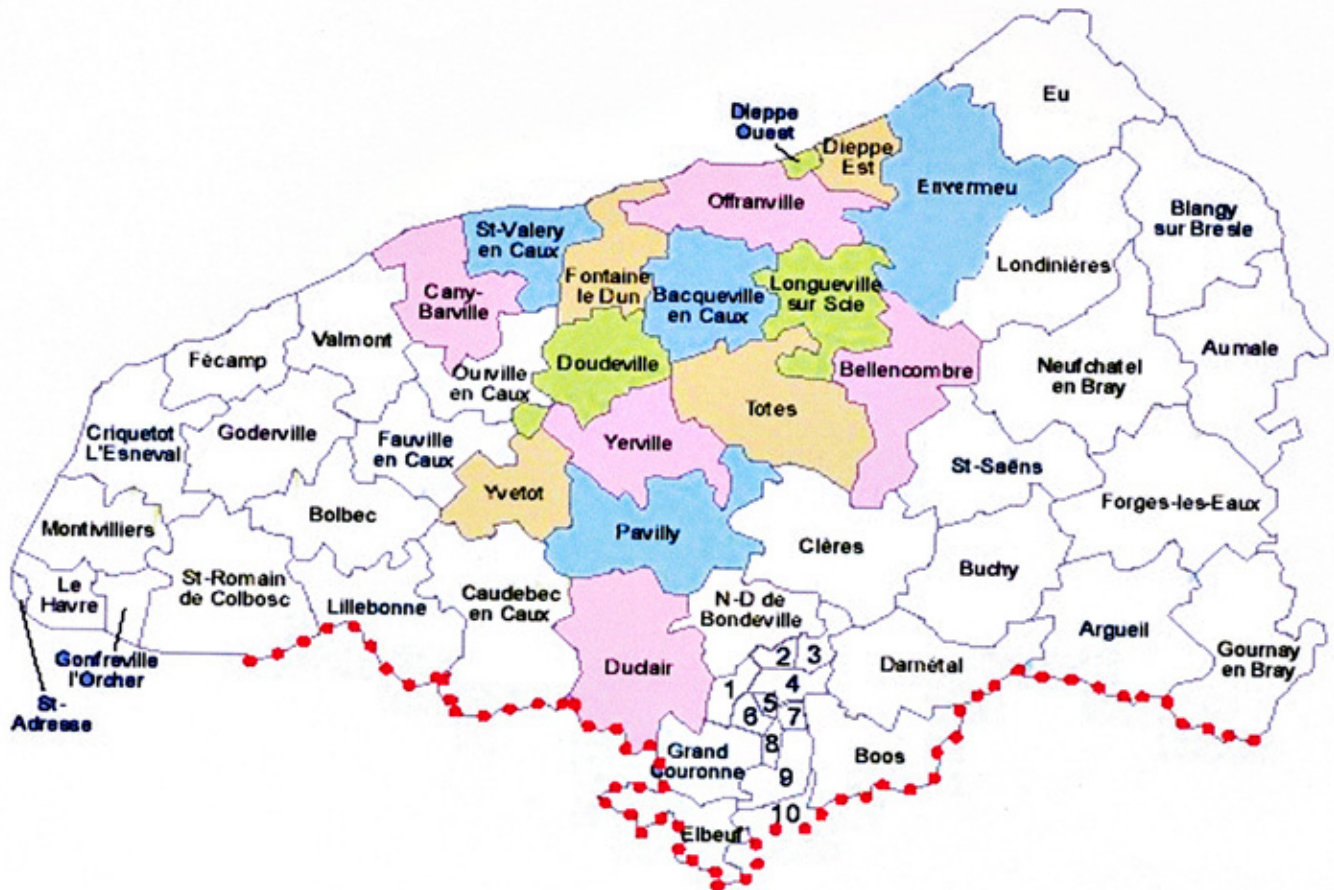 Eu
Dieppe
Ouest
Dieppe
Est
Envermeu
Offranville
Blangy
sur Bresle
St-Valery
en Caux
Londinières
Fontaine
le Dun
Longueville
sur Scie
Cany-
Barville
Bacqueville
en Caux
Valmont
Aumale
Fécamp
Doudeville
Bellencombre
Neufchatel
en Bray
Ourville
en Caux
Totes
Criquetot
L'Esneval
Goderville
Fauville
en Caux
Yerville
St-Saëns
Yvetot
Forges-les-Eaux
Bolbec
Montivilliers
Pavilly
Clères
Buchy
Le
Havre
St-Romain
de Colbosc
Lillebonne
Caudebec
en Caux
N-D de
Bondeville
Argueil
Gournay
en Bray
Gonfreville
l'Orcher
Duclair
2
3
Darnétal
1
4
St-
Adresse
5
6
7
8
Grand
Couronne
Boos
9
10
Elbeuf